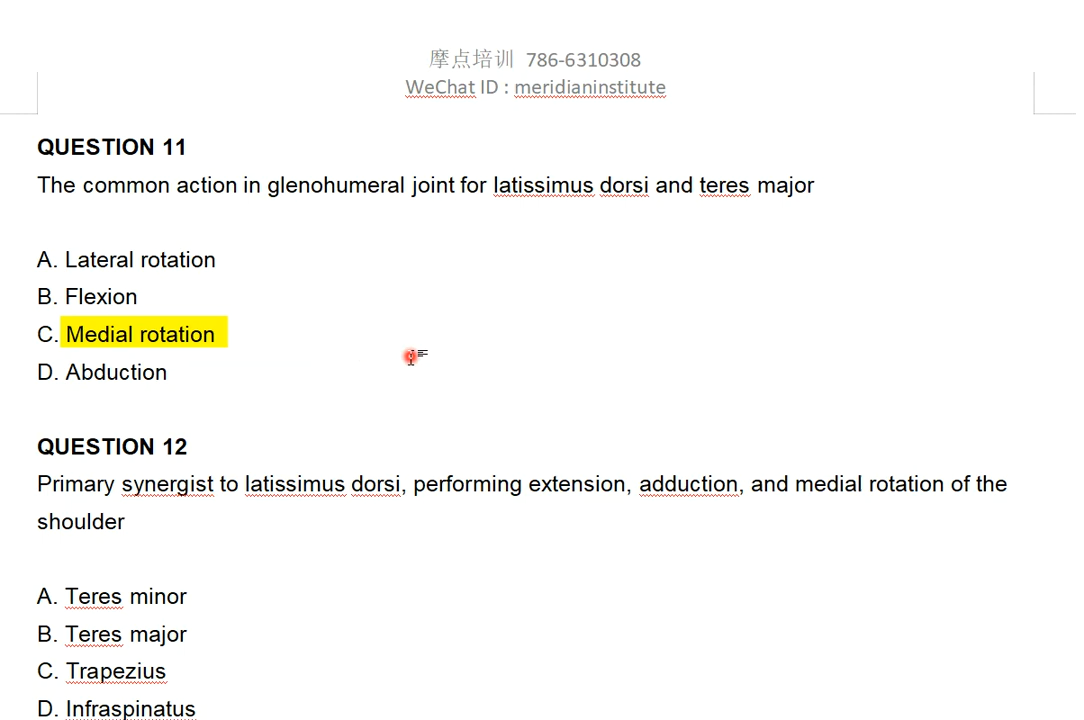 摩点培训 786-6310308
WeChat ID : meridianinstitute
QUESTION 11
The common action in glenohumeral joint for latissimus dorsi and teres major
A. Lateral rotation
B. Flexion
C. Medial rotation
D. Abduction
QUESTION 12
Primary synergist to latissimus dorsi, performing extension, adduction, and medial rotation of the
shoulder
A. Teres minor
B. Teres major
C. Trapezius
D. Infraspinatus